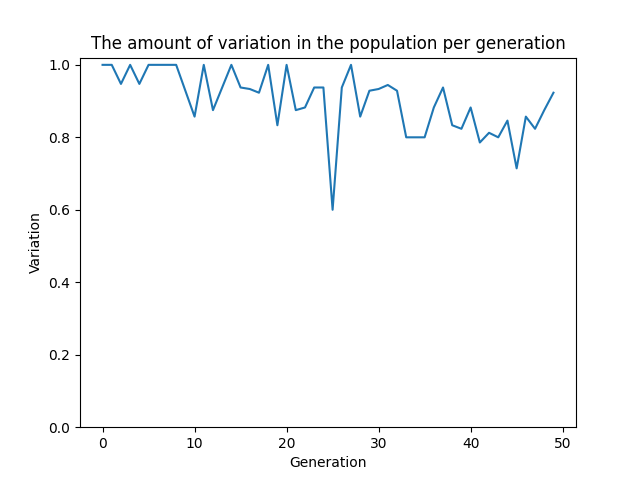 The amount of variation in the population per generation
1.0
0.8
0.6
0.4
0.2
0.0
Variation
0 10 20 30 40 50
Generation